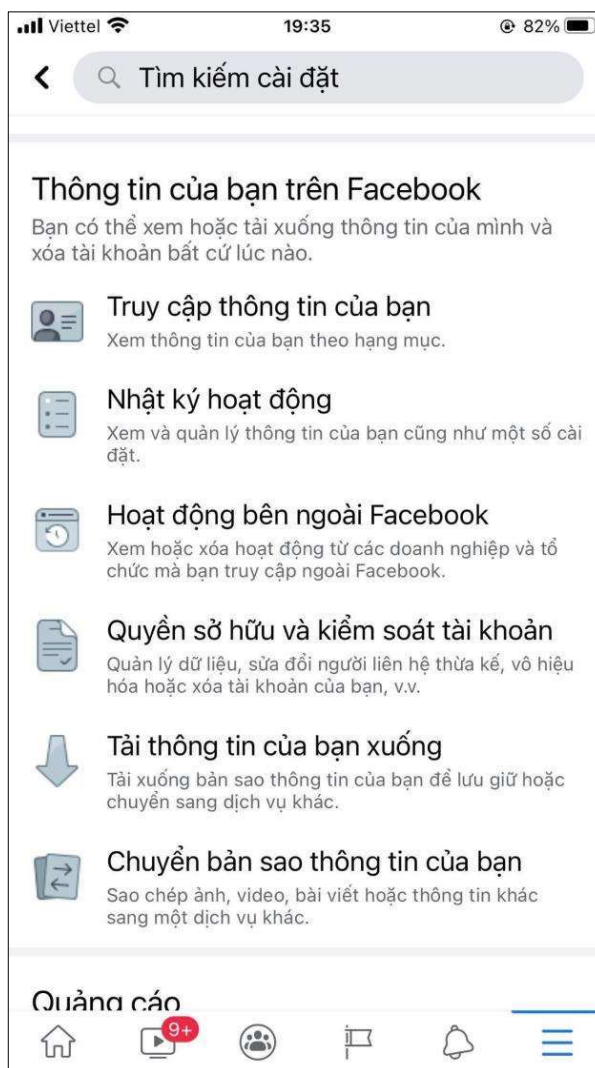 Viettel 19:35 82%
Tìm kiếm cài đặt
Thông tin của bạn trên Facebook
Bạn có thể xem hoặc tải xuống thông tin của mình và
xóa tài khoản bất cứ lúc nào.
Truy cập thông tin của bạn
Xem thông tin của bạn theo hạng mục.
Nhật ký hoạt động
Xem và quản lý thông tin của bạn cũng như một số cài
đặt.
Hoạt động bên ngoài Facebook
Xem hoặc xóa hoạt động từ các doanh nghiệp và tổ
chức mà bạn truy cập ngoài Facebook.
Quyền sở hữu và kiểm soát tài khoản
Quản lý dữ liệu, sửa đổi người liên hệ thừa kế, vô hiệu
hóa hoặc xóa tài khoản của bạn, v.v.
Tải thông tin của bạn xuống
Tải xuống bản sao thông tin của bạn để lưu giữ hoặc
chuyển sang dịch vụ khác.
Chuyển bản sao thông tin của bạn
Sao chép ảnh, video, bài viết hoặc thông tin khác
sang một dịch vụ khác.
Quảng cáo
9+